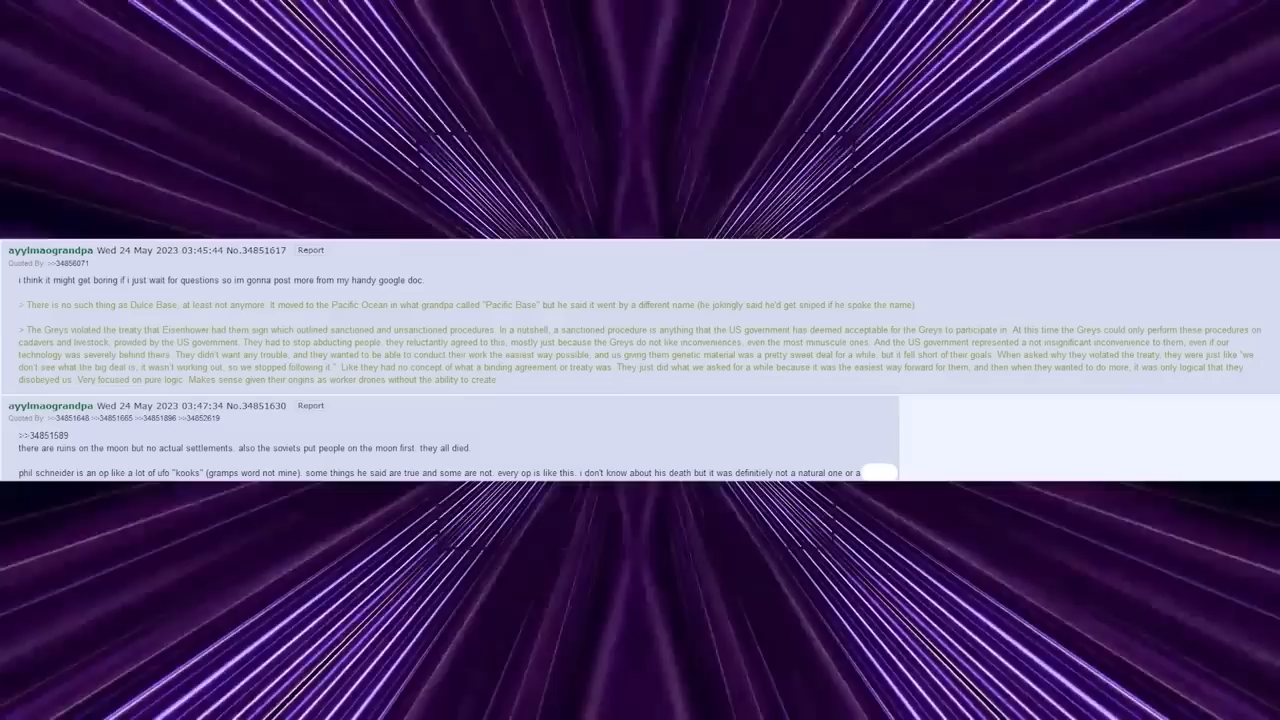 ayylmaograndpa Wed 24 May 2023 03:45:44 No.34851617 Report
Quoted By: >>34856071
i think it might get boring if i just wait for questions so im gonna post more from my handy google doc.
> There is no such thing as Dulce Base, at least not anymore. It moved to the Pacific Ocean in what grandpa called "Pacific Base" but he said it went by a different name (he jokingly said he'd get sniped if he spoke the name)
> The Greys violated the treaty that Eisenhower had them sign which outlined sanctioned and unsanctioned procedures. In a nutshell, a sanctioned procedure is anything that the US government has deemed acceptable for the Greys to participate in. At this time the Greys could only perform these procedures on
cadavers and livestock, provided by the US government. They had to stop abducting people. they reluctantly agreed to this, mostly just because the Greys do not like inconveniences, even the most minuscule ones. And the US government represented a not insignificant inconvenience to them, even if our
technology was severely behind theirs. They didn't want any trouble, and they wanted to be able to conduct their work the easiest way possible, and us giving them genetic material was a pretty sweet deal for a while, but it fell short of their goals. When asked why they violated the treaty, they were just like "we
don't see what the big deal is, it wasn't working out, so we stopped following it." Like they had no concept of what a binding agreement or treaty was. They just did what we asked for a while because it was the easiest way forward for them, and then when they wanted to do more, it was only logical that they
disobeyed us. Very focused on pure logic. Makes sense given their origins as worker drones without the ability to create
ayylmaograndpa Wed 24 May 2023 03:47:34 No.34851630 Report
Quoted By: >>34851648 >>34851665 >>34851896 >>34852619
>>34851589
there are ruins on the moon but no actual settlements. also the soviets put people on the moon first. they all died.
phil schneider is an op like a lot of ufo "kooks" (gramps word not mine). some things he said are true and some are not. every op is like this. i don't know about his death but it was definitiely not a natural one or a